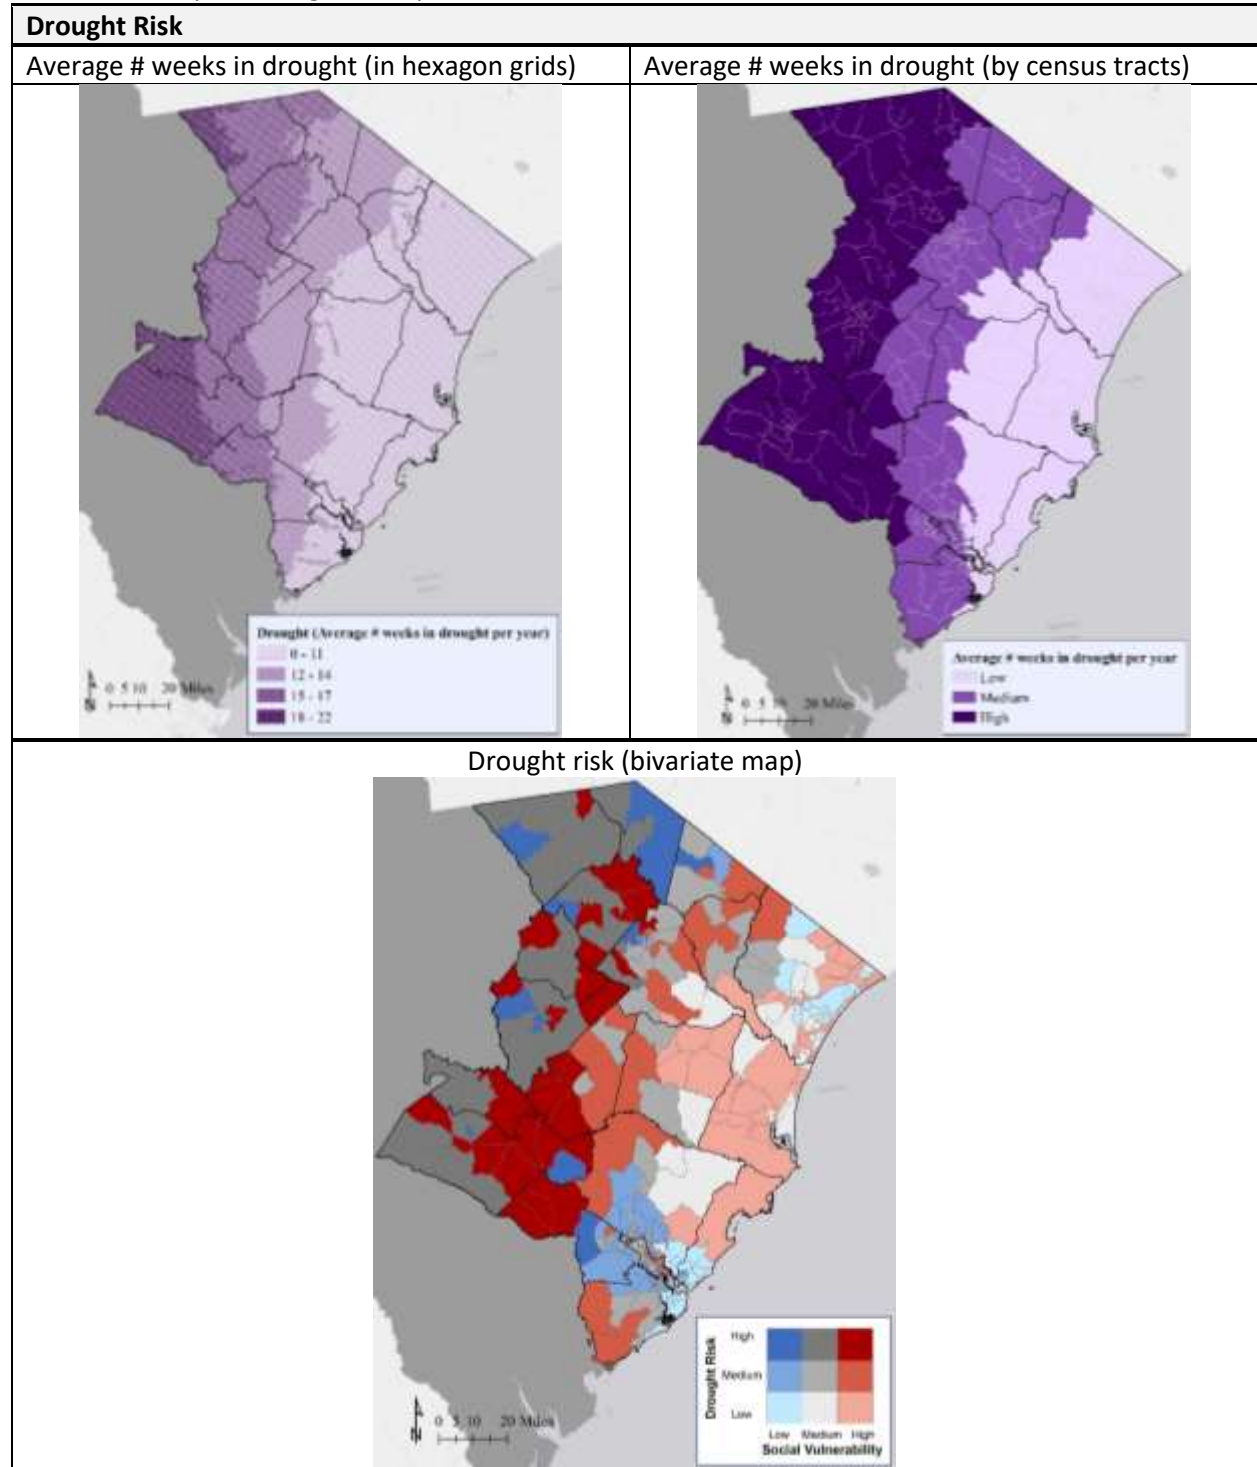 Drought Risk
Average # weeks in drought (in hexagon grids)
Average # weeks in drought (by census tracts)
Drought (Average # weeks in drought per year)
0 - 11
12 - 14
15 - 17
18 - 22
N
0 5 10 20 Miles
Average # weeks in drought per year
Low
Medium
High
N
0 5 10 20 Miles
Drought risk (bivariate map)
N
0 5 10 20 Miles
Drought Risk
High
Medium
Low
Low Medium High
Social Vulnerability